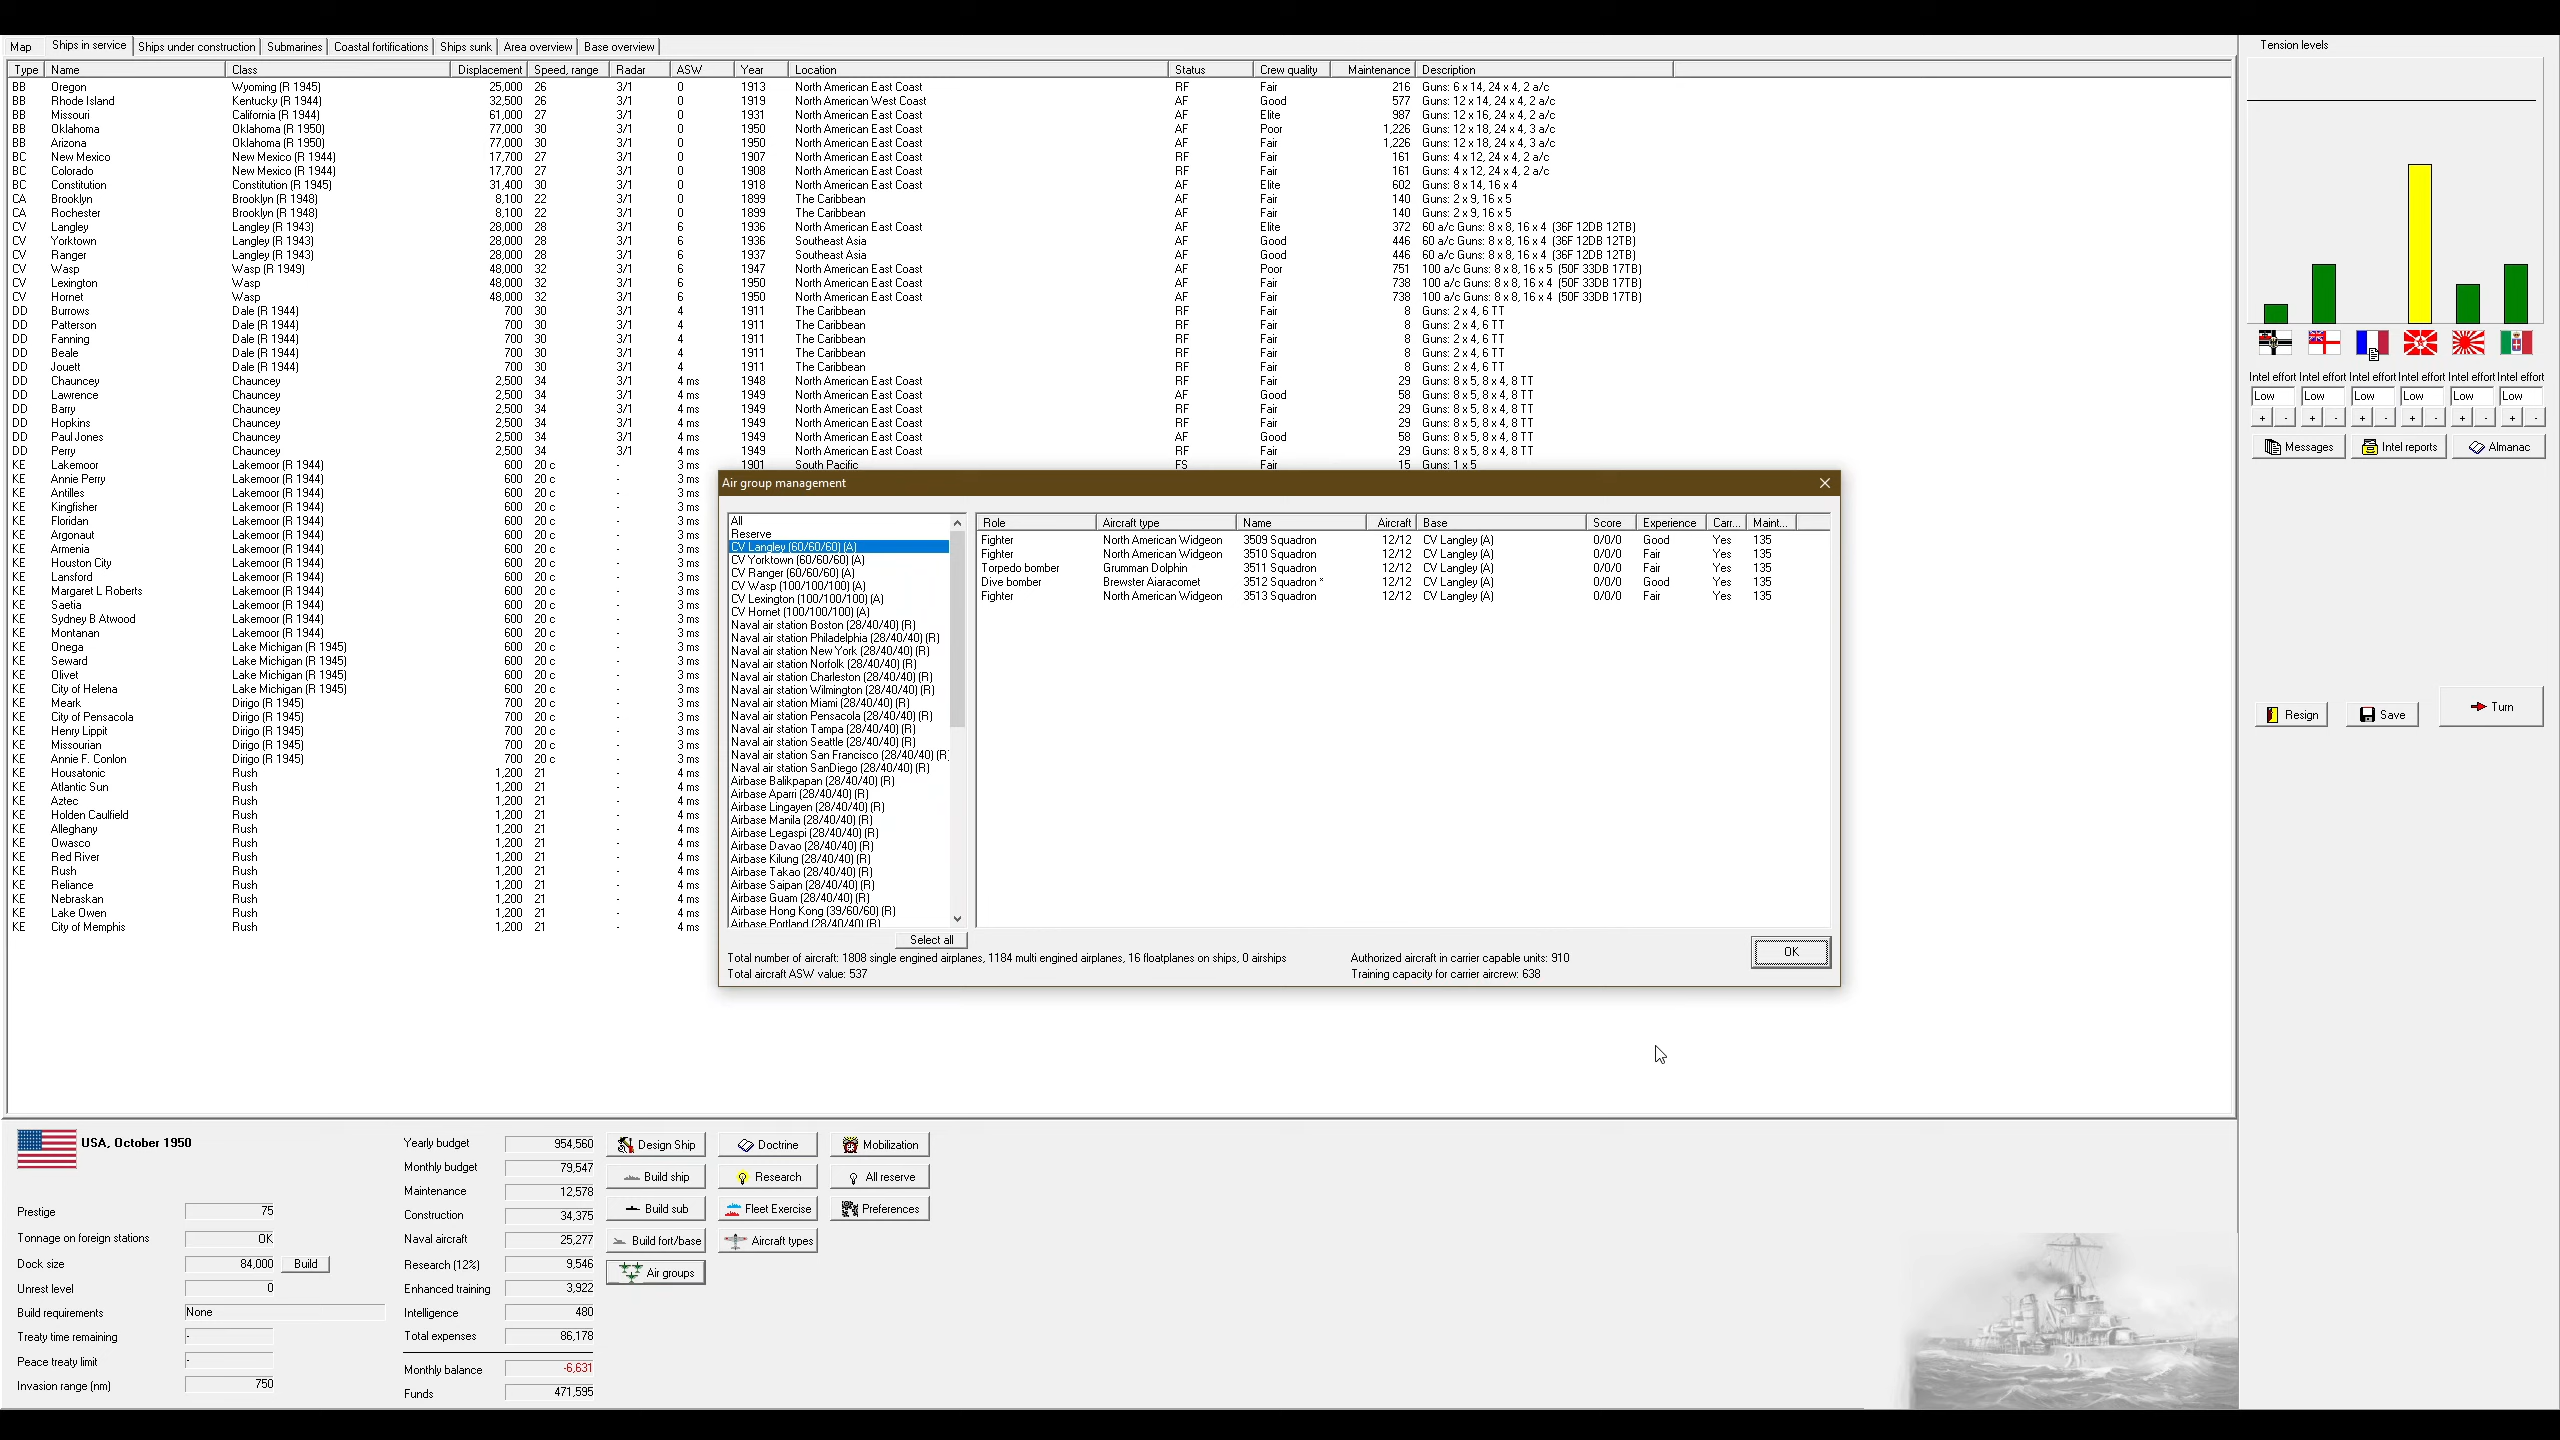 Map Ships in service Ships under construction Submarines Coastal fortifications Ships sunk Area overview Base overview
Type Name Class Displacement Speed, range Radar ASW Year Location Status Crew quality Maintenance Description
BB Oregon Wyoming (R 1945) 25,000 26 3/1 0 1913 North American East Coast RF Fair 216 Guns: 6 x 14, 24 x 4, 2 a/c
BB Rhode Island Kentucky (R 1944) 32,500 26 3/1 0 1919 North American West Coast AF Good 577 Guns: 12 x 14, 24 x 4, 2 a/c
BB Missouri California (R 1944) 61,000 27 3/1 0 1931 North American East Coast AF Elite 987 Guns: 12 x 16, 24 x 4, 2 a/c
BB Oklahoma Oklahoma (R 1950) 77,000 30 3/1 0 1950 North American East Coast AF Poor 1,226 Guns: 12 x 18, 24 x 4, 3 a/c
BB Arizona Oklahoma (R 1950) 77,000 30 3/1 0 1950 North American East Coast AF Fair 1,226 Guns: 12 x 18, 24 x 4, 3 a/c
BC New Mexico New Mexico (R 1944) 17,700 27 3/1 0 1907 North American East Coast RF Fair 161 Guns: 4 x 12, 24 x 4, 2 a/c
BC Colorado New Mexico (R 1944) 17,700 27 3/1 0 1908 North American East Coast RF Fair 161 Guns: 4 x 12, 24 x 4, 2 a/c
BC Constitution Constitution (R 1945) 31,400 30 3/1 0 1918 North American East Coast AF Elite 602 Guns: 8 x 14, 16 x 4
CA Brooklyn Brooklyn (R 1948) 8,100 22 3/1 0 1899 The Caribbean AF Fair 140 Guns: 2 x 9, 16 x 5
CA Rochester Brooklyn (R 1948) 8,100 22 3/1 0 1899 The Caribbean AF Fair 140 Guns: 2 x 9, 16 x 5
CV Langley Langley (R 1943) 28,000 28 3/1 6 1936 North American East Coast AF Elite 372 60 a/c Guns: 8 x 8, 16 x 4 (36F 12DB 12TB)
CV Yorktown Langley (R 1943) 28,000 28 3/1 6 1936 Southeast Asia AF Good 446 60 a/c Guns: 8 x 8, 16 x 4 (36F 12DB 12TB)
CV Ranger Langley (R 1943) 28,000 28 3/1 6 1937 Southeast Asia AF Good 446 60 a/c Guns: 8 x 8, 16 x 4 (36F 12DB 12TB)
CV Wasp Wasp (R 1949) 48,000 32 3/1 6 1947 North American East Coast AF Poor 751 100 a/c Guns: 8 x 8, 16 x 5 (50F 33DB 17TB)
CV Lexington Wasp 48,000 32 3/1 6 1950 North American East Coast AF Fair 738 100 a/c Guns: 8 x 8, 16 x 4 (50F 33DB 17TB)
CV Hornet Wasp 48,000 32 3/1 6 1950 North American East Coast AF Fair 738 100 a/c Guns: 8 x 8, 16 x 4 (50F 33DB 17TB)
DD Burrows Dale (R 1944) 700 30 3/1 4 1911 The Caribbean RF Fair 8 Guns: 2 x 4, 6 TT
DD Patterson Dale (R 1944) 700 30 3/1 4 1911 The Caribbean RF Fair 8 Guns: 2 x 4, 6 TT
DD Fanning Dale (R 1944) 700 30 3/1 4 1911 The Caribbean RF Fair 8 Guns: 2 x 4, 6 TT
DD Beale Dale (R 1944) 700 30 3/1 4 1911 The Caribbean RF Fair 8 Guns: 2 x 4, 6 TT
DD Jouett Dale (R 1944) 700 30 3/1 4 1911 The Caribbean RF Fair 8 Guns: 2 x 4, 6 TT
DD Chauncey Chauncey 2,500 34 3/1 4 ms 1948 North American East Coast RF Fair 29 Guns: 8 x 5, 8 x 4, 8 TT
DD Lawrence Chauncey 2,500 34 3/1 4 ms 1949 North American East Coast AF Good 58 Guns: 8 x 5, 8 x 4, 8 TT
DD Barry Chauncey 2,500 34 3/1 4 ms 1949 North American East Coast RF Fair 29 Guns: 8 x 5, 8 x 4, 8 TT
DD Hopkins Chauncey 2,500 34 3/1 4 ms 1949 North American East Coast RF Fair 29 Guns: 8 x 5, 8 x 4, 8 TT
DD Paul Jones Chauncey 2,500 34 3/1 4 ms 1949 North American East Coast AF Good 58 Guns: 8 x 5, 8 x 4, 8 TT
DD Perry Chauncey 2,500 34 3/1 4 ms 1949 North American East Coast RF Fair 29 Guns: 8 x 5, 8 x 4, 8 TT
KE Lakemoor Lakemoor (R 1944) 600 20 c - 3 ms 1901 South Pacific FS Fair 15 Guns: 1 x 5
KE Annie Perry Lakemoor (R 1944) 600 20 c - 3 ms
KE Antilles Lakemoor (R 1944) 600 20 c - 3 ms
KE Kingfisher Lakemoor (R 1944) 600 20 c - 3 ms
KE Floridan Lakemoor (R 1944) 600 20 c - 3 ms
KE Argonaut Lakemoor (R 1944) 600 20 c - 3 ms
KE Armenia Lakemoor (R 1944) 600 20 c - 3 ms
KE Houston City Lakemoor (R 1944) 600 20 c - 3 ms
KE Lansford Lakemoor (R 1944) 600 20 c - 3 ms
KE Margaret L Roberts Lakemoor (R 1944) 600 20 c - 3 ms
KE Saetia Lakemoor (R 1944) 600 20 c - 3 ms
KE Sydney B Atwood Lakemoor (R 1944) 600 20 c - 3 ms
KE Montanan Lakemoor (R 1944) 600 20 c - 3 ms
KE Onega Lake Michigan (R 1945) 600 20 c - 3 ms
KE Seward Lake Michigan (R 1945) 600 20 c - 3 ms
KE Olivet Lake Michigan (R 1945) 600 20 c - 3 ms
KE City of Helena Lake Michigan (R 1945) 600 20 c - 3 ms
KE Meark Dirigo (R 1945) 700 20 c - 3 ms
KE City of Pensacola Dirigo (R 1945) 700 20 c - 3 ms
KE Henry Lippit Dirigo (R 1945) 700 20 c - 3 ms
KE Missourian Dirigo (R 1945) 700 20 c - 3 ms
KE Annie F. Conlon Dirigo (R 1945) 700 20 c - 3 ms
KE Housatonic Rush 1,200 21 - 4 ms
KE Atlantic Sun Rush 1,200 21 - 4 ms
KE Aztec Rush 1,200 21 - 4 ms
KE Holden Caulfield Rush 1,200 21 - 4 ms
KE Alleghany Rush 1,200 21 - 4 ms
KE Owasco Rush 1,200 21 - 4 ms
KE Red River Rush 1,200 21 - 4 ms
KE Rush Rush 1,200 21 - 4 ms
KE Reliance Rush 1,200 21 - 4 ms
KE Nebraskan Rush 1,200 21 - 4 ms
KE Lake Owen Rush 1,200 21 - 4 ms
KE City of Memphis Rush 1,200 21 - 4 ms
Air group management
All
Reserve
CV Langley (60/60/60) (A)
CV Yorktown (60/60/60) (A)
CV Ranger (60/60/60) (A)
CV Wasp (100/100/100) (A)
CV Lexington (100/100/100) (A)
CV Hornet (100/100/100) (A)
Naval air station Boston (28/40/40) (R)
Naval air station Philadelphia (28/40/40) (R)
Naval air station New York (28/40/40) (R)
Naval air station Norfolk (28/40/40) (R)
Naval air station Charleston (28/40/40) (R)
Naval air station Wilmington (28/40/40) (R)
Naval air station Miami (28/40/40) (R)
Naval air station Pensacola (28/40/40) (R)
Naval air station Tampa (28/40/40) (R)
Naval air station Seattle (28/40/40) (R)
Naval air station San Francisco (28/40/40) (R)
Naval air station SanDiego (28/40/40) (R)
Airbase Balikpapan (28/40/40) (R)
Airbase Aparri (28/40/40) (R)
Airbase Lingayen (28/40/40) (R)
Airbase Manila (28/40/40) (R)
Airbase Legaspi (28/40/40) (R)
Airbase Davao (28/40/40) (R)
Airbase Kilung (28/40/40) (R)
Airbase Takao (28/40/40) (R)
Airbase Saipan (28/40/40) (R)
Airbase Guam (28/40/40) (R)
Airbase Hong Kong (39/60/60) (R)
Airbase Portland (28/40/40) (R)
Select all
Role Aircraft type Name Aircraft Base Score Experience Carr... Maint...
Fighter North American Widgeon 3509 Squadron 12/12 CV Langley (A) 0/0/0 Good Yes 135
Fighter North American Widgeon 3510 Squadron 12/12 CV Langley (A) 0/0/0 Fair Yes 135
Torpedo bomber Grumman Dolphin 3511 Squadron 12/12 CV Langley (A) 0/0/0 Fair Yes 135
Dive bomber Brewster Aiaracomet 3512 Squadron * 12/12 CV Langley (A) 0/0/0 Good Yes 135
Fighter North American Widgeon 3513 Squadron 12/12 CV Langley (A) 0/0/0 Fair Yes 135
Total number of aircraft: 1808 single engined airplanes, 1184 multi engined airplanes, 16 floatplanes on ships, 0 airships
Total aircraft ASW value: 537
Authorized aircraft in carrier capable units: 910
Training capacity for carrier aircrew: 638
OK
Tension levels
Intel effort Intel effort Intel effort Intel effort Intel effort Intel effort
Low Low Low Low Low Low
+ - + - + - + - + - + -
Messages Intel reports Almanac
Resign Save Turn
USA, October 1950
Prestige 75
Tonnage on foreign stations OK
Dock size 84,000 Build
Unrest level 0
Build requirements None
Treaty time remaining -
Peace treaty limit -
Invasion range (nm) 750
Yearly budget 954,560
Monthly budget 79,547
Maintenance 12,578
Construction 34,375
Naval aircraft 25,277
Research (12%) 9,546
Enhanced training 3,922
Intelligence 480
Total expenses 86,178
Monthly balance -6,631
Funds 471,595
Design Ship Doctrine Mobilization
Build ship Research All reserve
Build sub Fleet Exercise Preferences
Build fort/base Aircraft types
Air groups